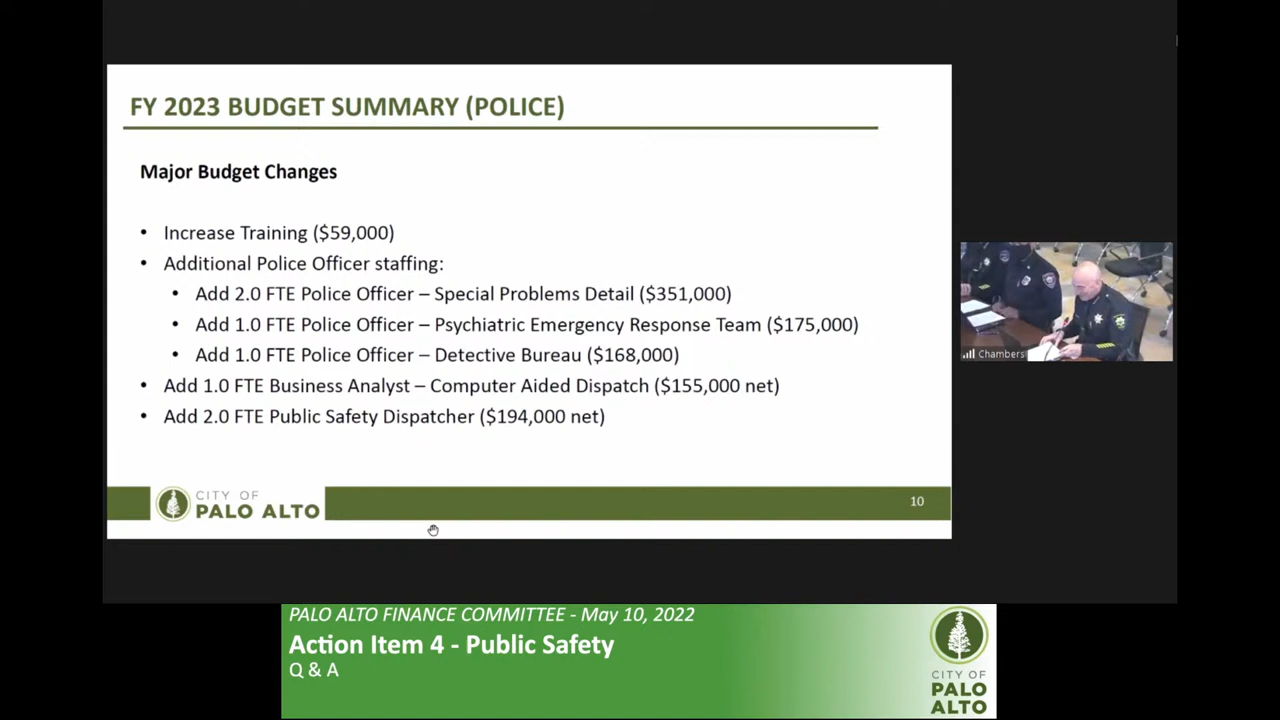 FY 2023 BUDGET SUMMARY (POLICE)
Major Budget Changes
• Increase Training ($59,000)
• Additional Police Officer staffing:
• Add 2.0 FTE Police Officer – Special Problems Detail ($351,000)
• Add 1.0 FTE Police Officer – Psychiatric Emergency Response Team ($175,000)
• Add 1.0 FTE Police Officer – Detective Bureau ($168,000)
• Add 1.0 FTE Business Analyst – Computer Aided Dispatch ($155,000 net)
• Add 2.0 FTE Public Safety Dispatcher ($194,000 net)
CITY OF
PALO ALTO
10
Chambers
PALO ALTO FINANCE COMMITTEE - May 10, 2022
Action Item 4 - Public Safety
Q & A
CITY OF
PALO
ALTO